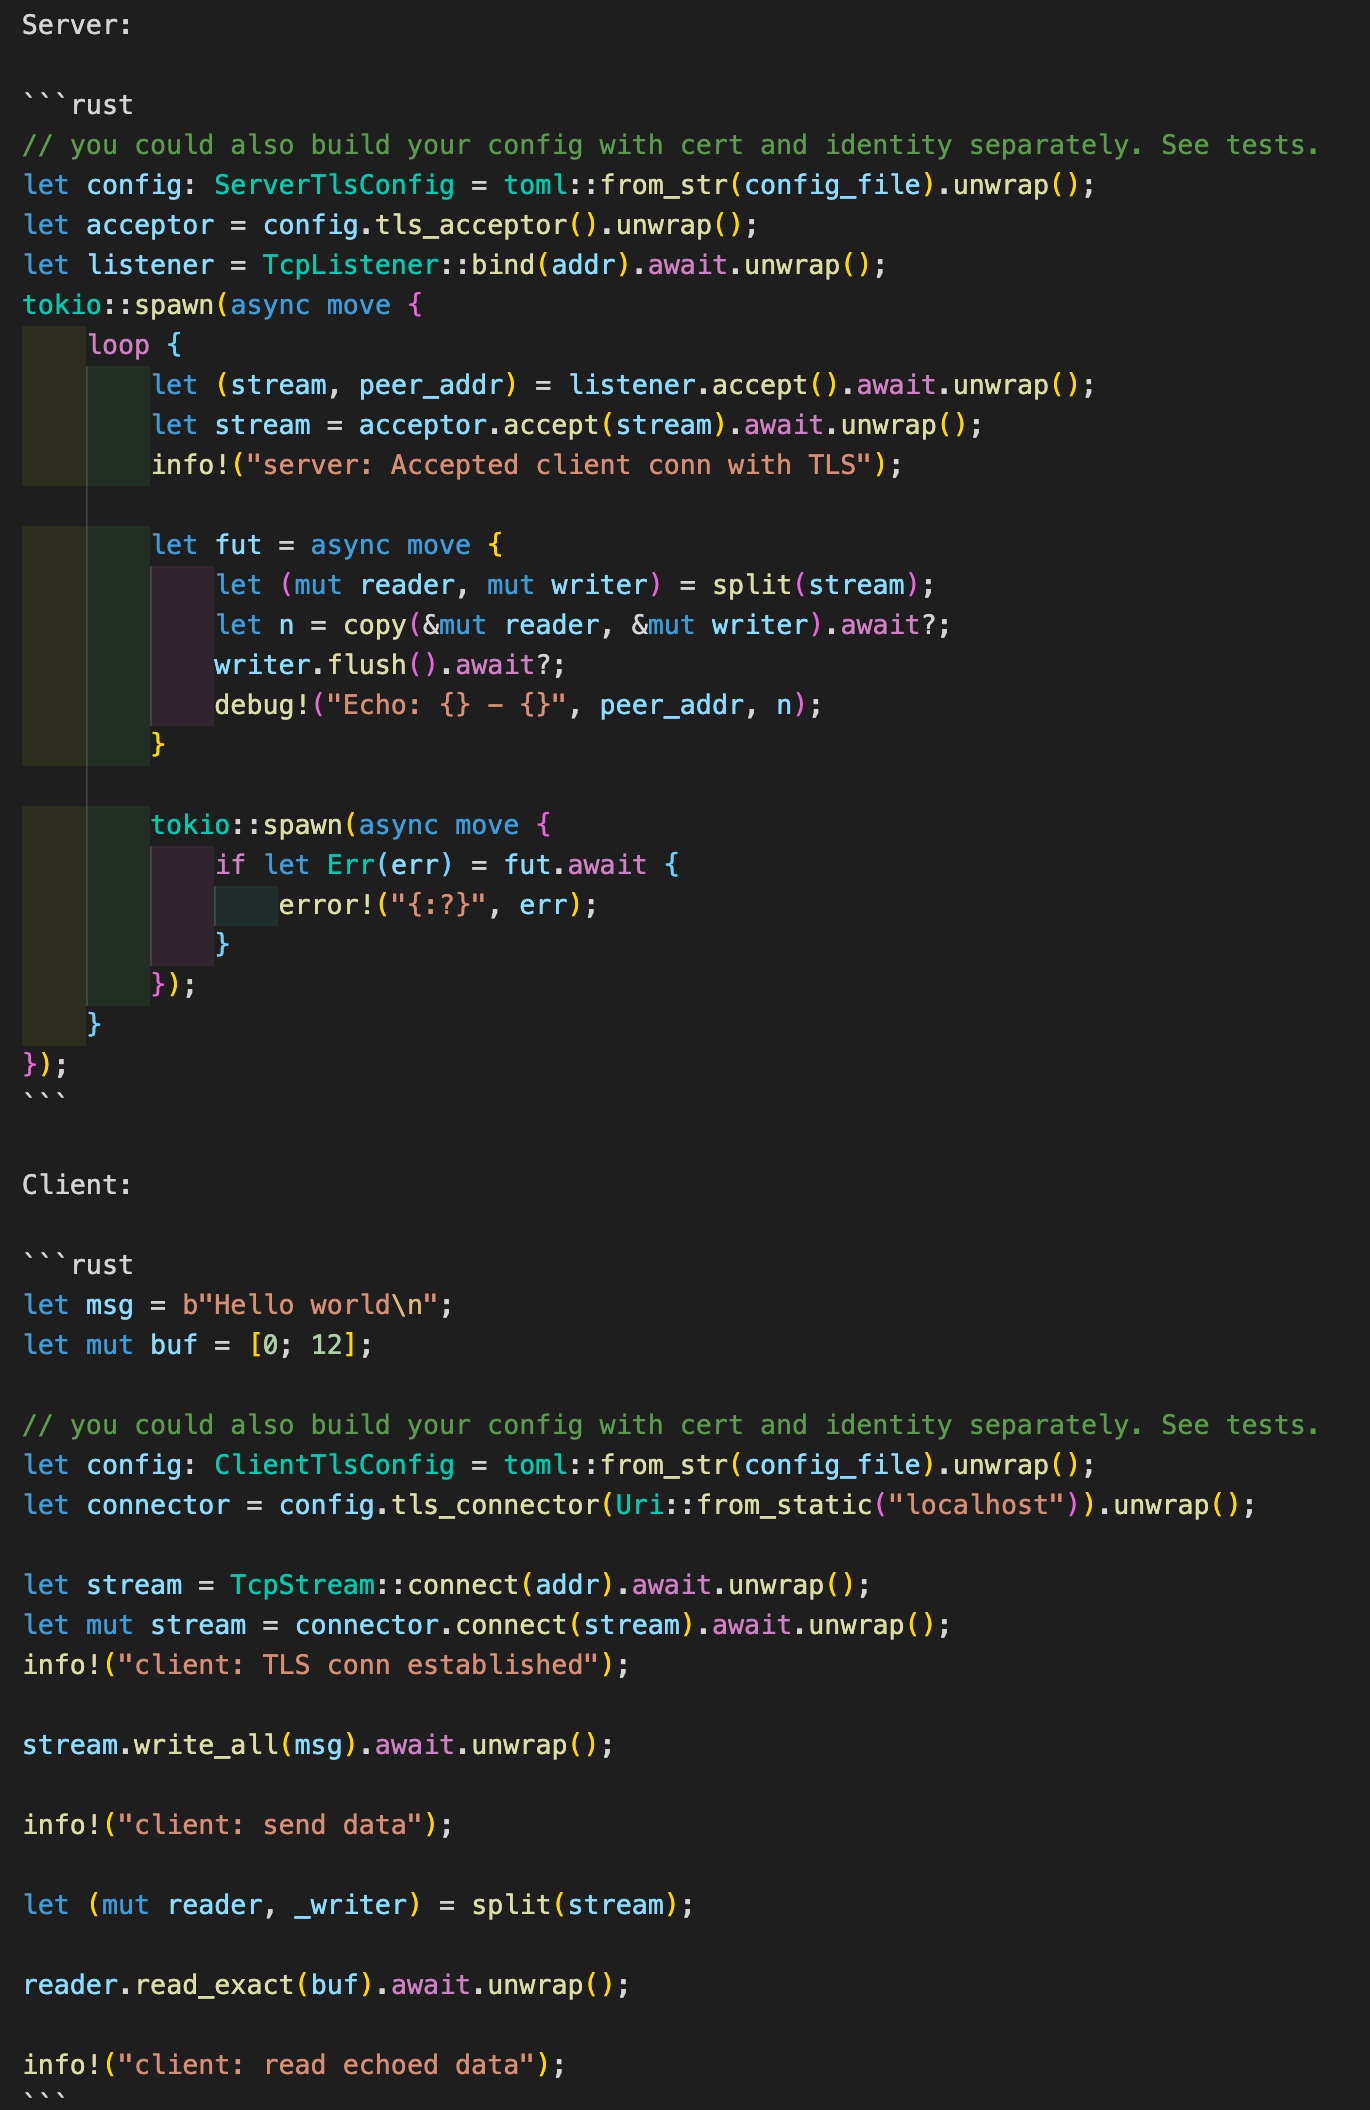 Server:

```rust
// you could also build your config with cert and identity separately. See tests.
let config: ServerTlsConfig = toml::from_str(config_file).unwrap();
let acceptor = config.tls_acceptor().unwrap();
let listener = TcpListener::bind(addr).await.unwrap();
tokio::spawn(async move {
    loop {
        let (stream, peer_addr) = listener.accept().await.unwrap();
        let stream = acceptor.accept(stream).await.unwrap();
        info!("server: Accepted client conn with TLS");

        let fut = async move {
            let (mut reader, mut writer) = split(stream);
            let n = copy(&mut reader, &mut writer).await?;
            writer.flush().await?;
            debug!("Echo: {} - {}", peer_addr, n);
        }

        tokio::spawn(async move {
            if let Err(err) = fut.await {
                error!("{:?}", err);
            }
        });
    }
});
```

Client:

```rust
let msg = b"Hello world\n";
let mut buf = [0; 12];

// you could also build your config with cert and identity separately. See tests.
let config: ClientTlsConfig = toml::from_str(config_file).unwrap();
let connector = config.tls_connector(Uri::from_static("localhost")).unwrap();

let stream = TcpStream::connect(addr).await.unwrap();
let mut stream = connector.connect(stream).await.unwrap();
info!("client: TLS conn established");

stream.write_all(msg).await.unwrap();

info!("client: send data");

let (mut reader, _writer) = split(stream);

reader.read_exact(buf).await.unwrap();

info!("client: read echoed data");
```